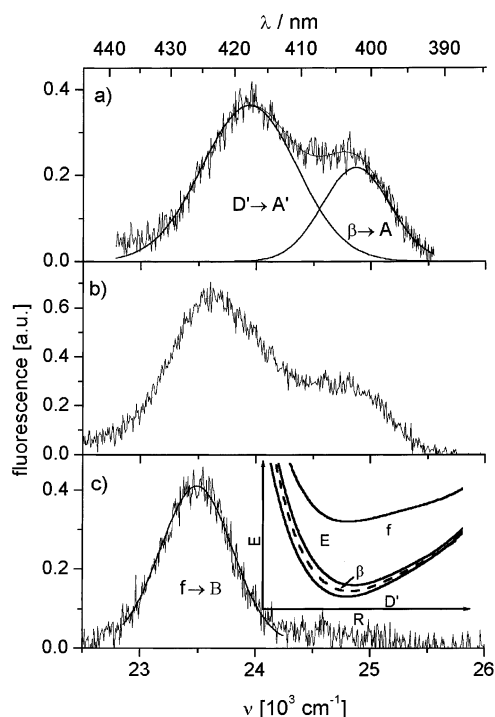 λ / nm
440 430 420 410 400 390
a)
0.4
0.2
0.0
D' → A'
β → A
b)
0.6
0.4
0.2
0.0
fluorescence [a.u.]
c)
0.4
0.2
0.0
f → B
E
E
f
β
D'
R
23 24 25 26
ν [10³ cm⁻¹]